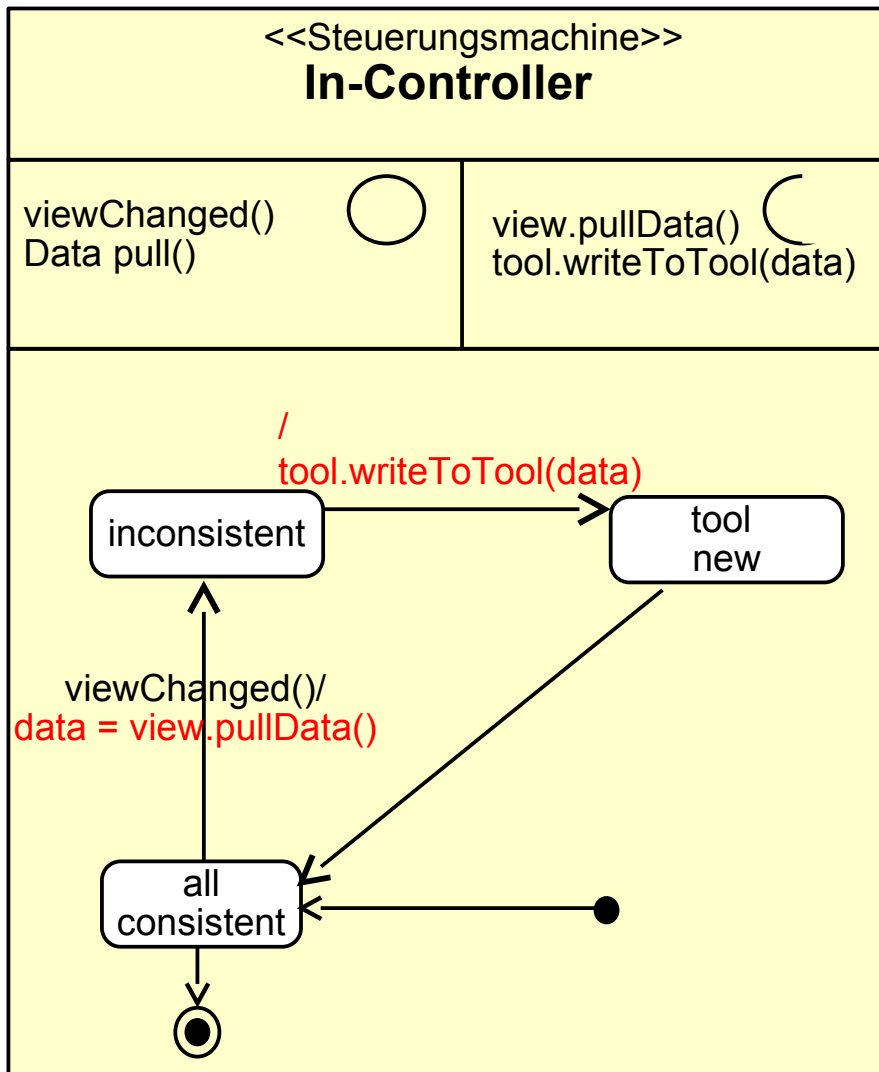 <<Steuerungsmachine>>
In-Controller
viewChanged()
Data pull()
view.pullData()
tool.writeToTool(data)
/
tool.writeToTool(data)
inconsistent
tool
new
viewChanged()/
data = view.pullData()
all
consistent